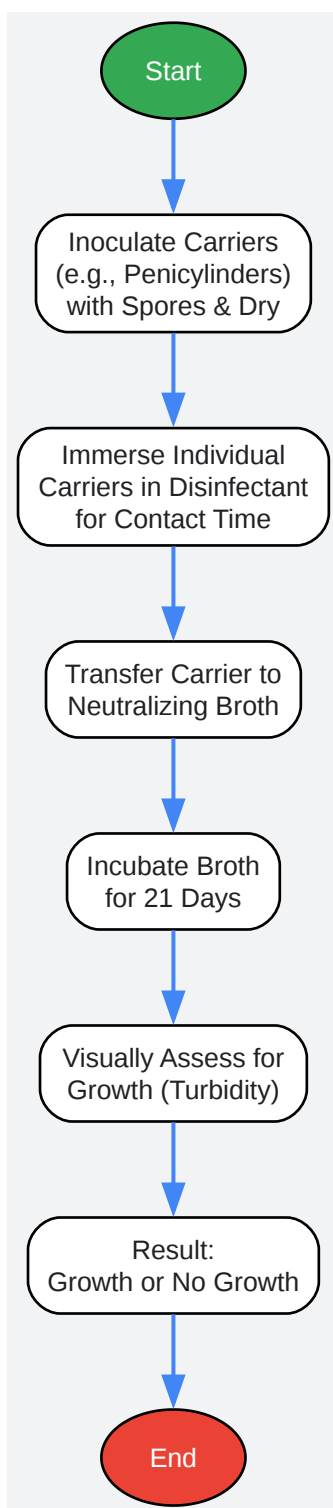 Start
Inoculate Carriers
(e.g., Penicylinders)
with Spores & Dry
Immerse Individual
Carriers in Disinfectant
for Contact Time
Transfer Carrier to
Neutralizing Broth
Incubate Broth
for 21 Days
Visually Assess for
Growth (Turbidity)
Result:
Growth or No Growth
End